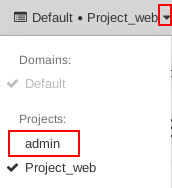 Default • Project_web
Domains:
Default
Projects:
admin
Project_web